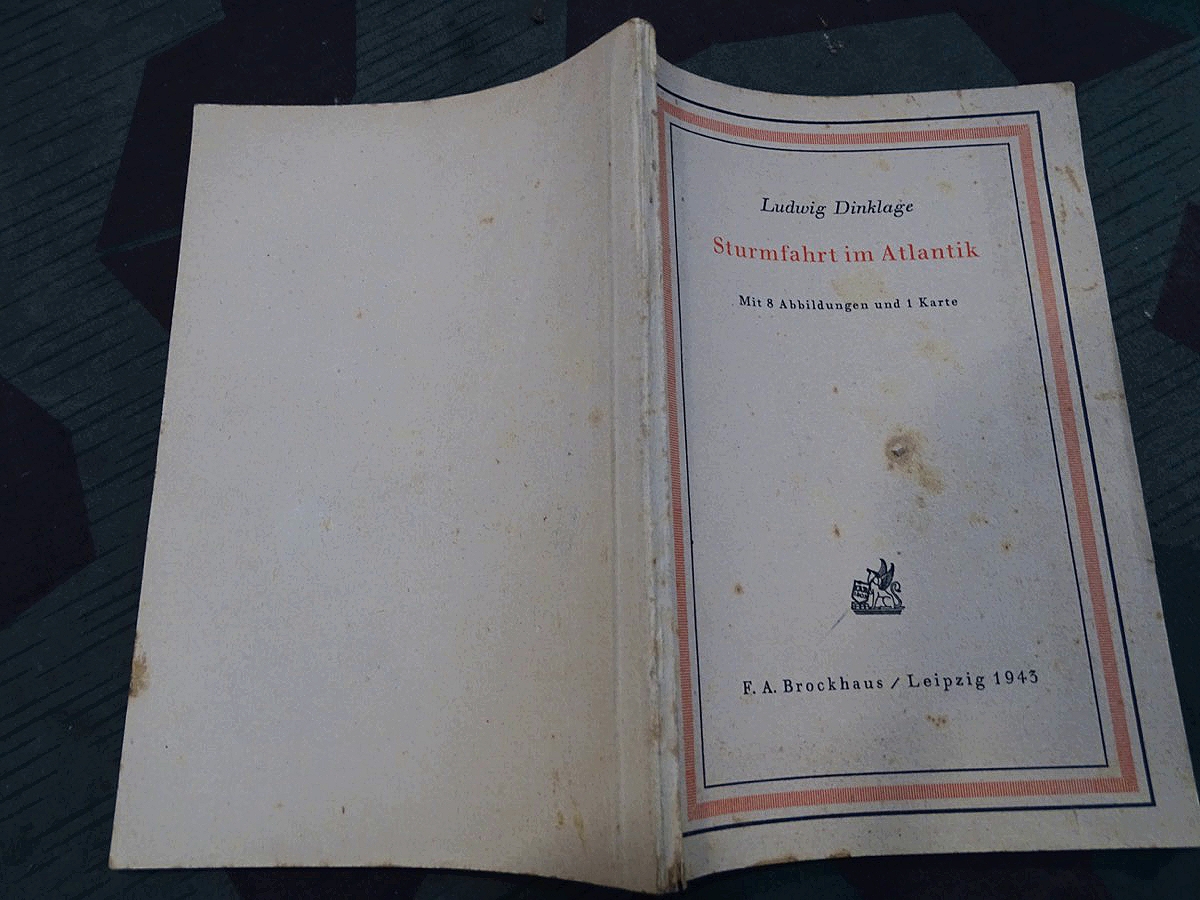 Ludwig Dinklage
Sturmfahrt im Atlantik
Mit 8 Abbildungen und 1 Karte
F. A. Brockhaus / Leipzig 1943